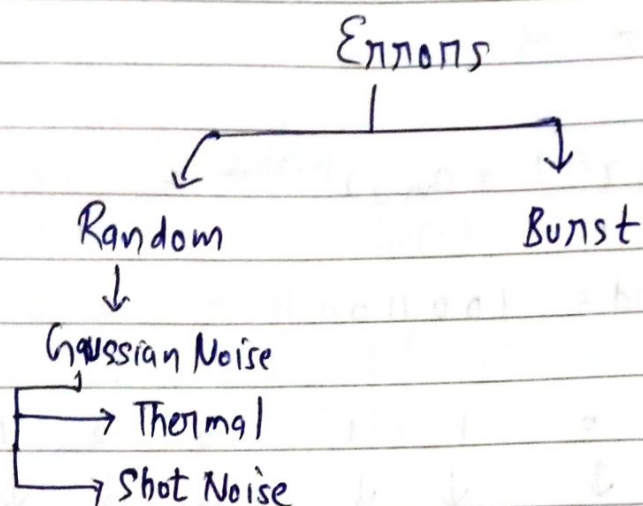 Errors
Random Burst
Gaussian Noise
Thermal
Shot Noise